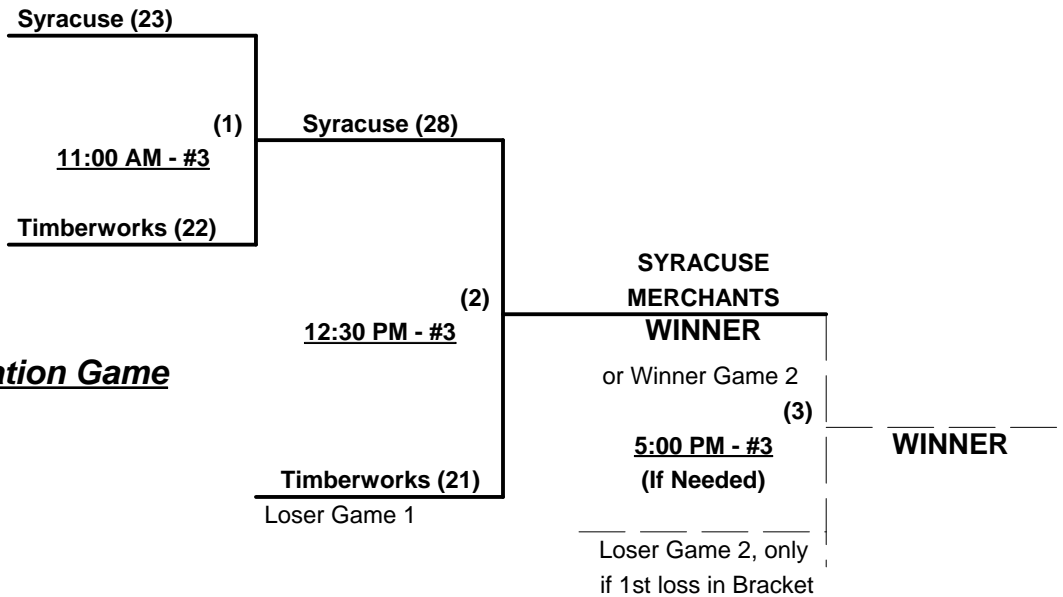 Syracuse (23)
(1)
Syracuse (28)
11:00 AM - #3
Timberworks (22)
SYRACUSE
MERCHANTS
(2)
WINNER
12:30 PM - #3
ation Game
or Winner Game 2
(3)
5:00 PM - #3
WINNER
(If Needed)
Timberworks (21)
Loser Game 1
Loser Game 2, only
if 1st loss in Bracket